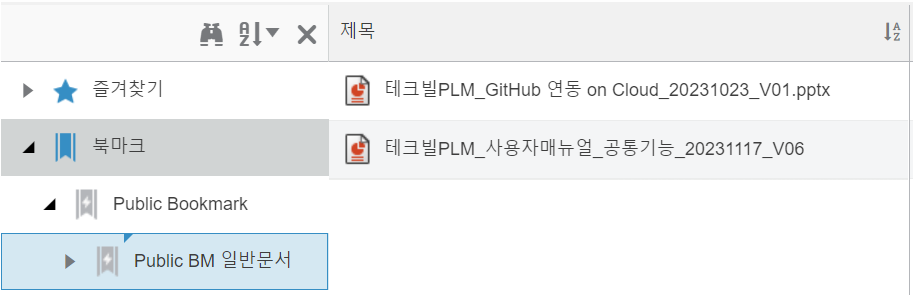 제목
즐겨찾기
북마크
Public Bookmark
Public BM 일반문서
테크빌PLM_GitHub 연동 on Cloud_20231023_V01.pptx
테크빌PLM_사용자매뉴얼_공통기능_20231117_V06